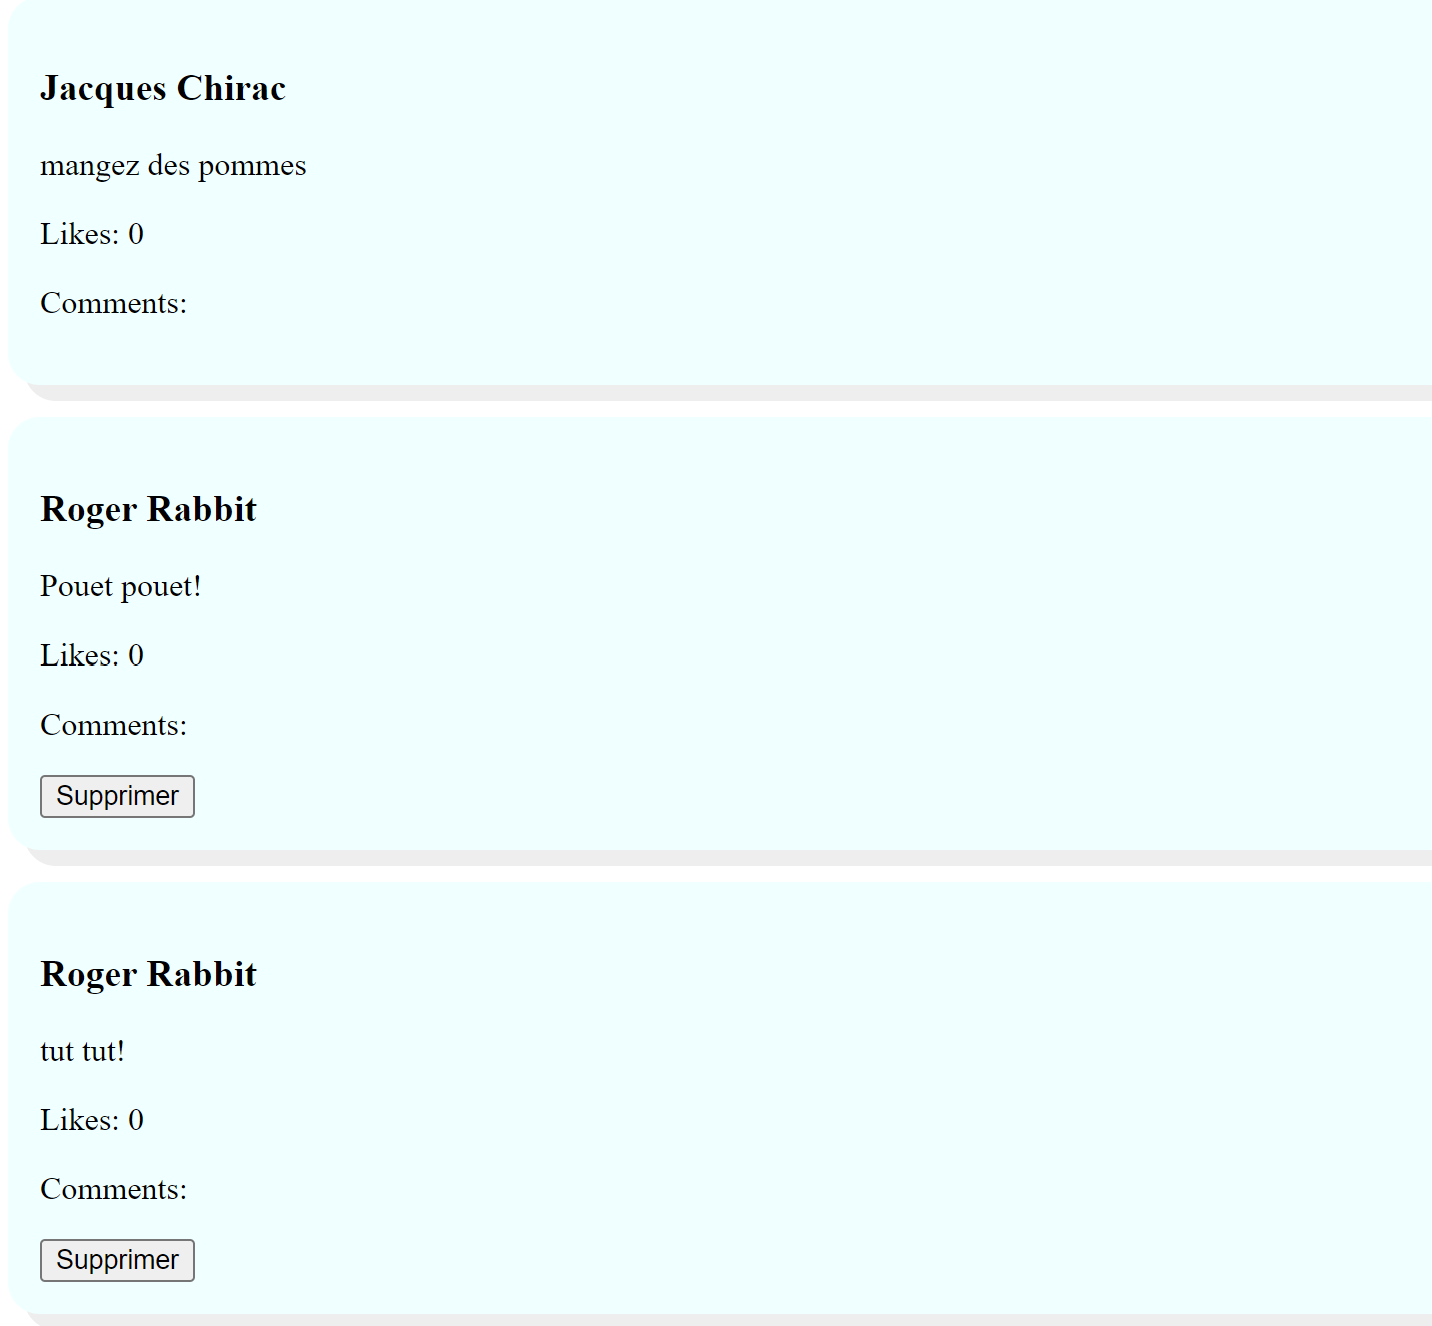 Jacques Chirac
mangez des pommes
Likes: 0
Comments:
Roger Rabbit
Pouet pouet!
Likes: 0
Comments:
Supprimer
Roger Rabbit
tut tut!
Likes: 0
Comments:
Supprimer